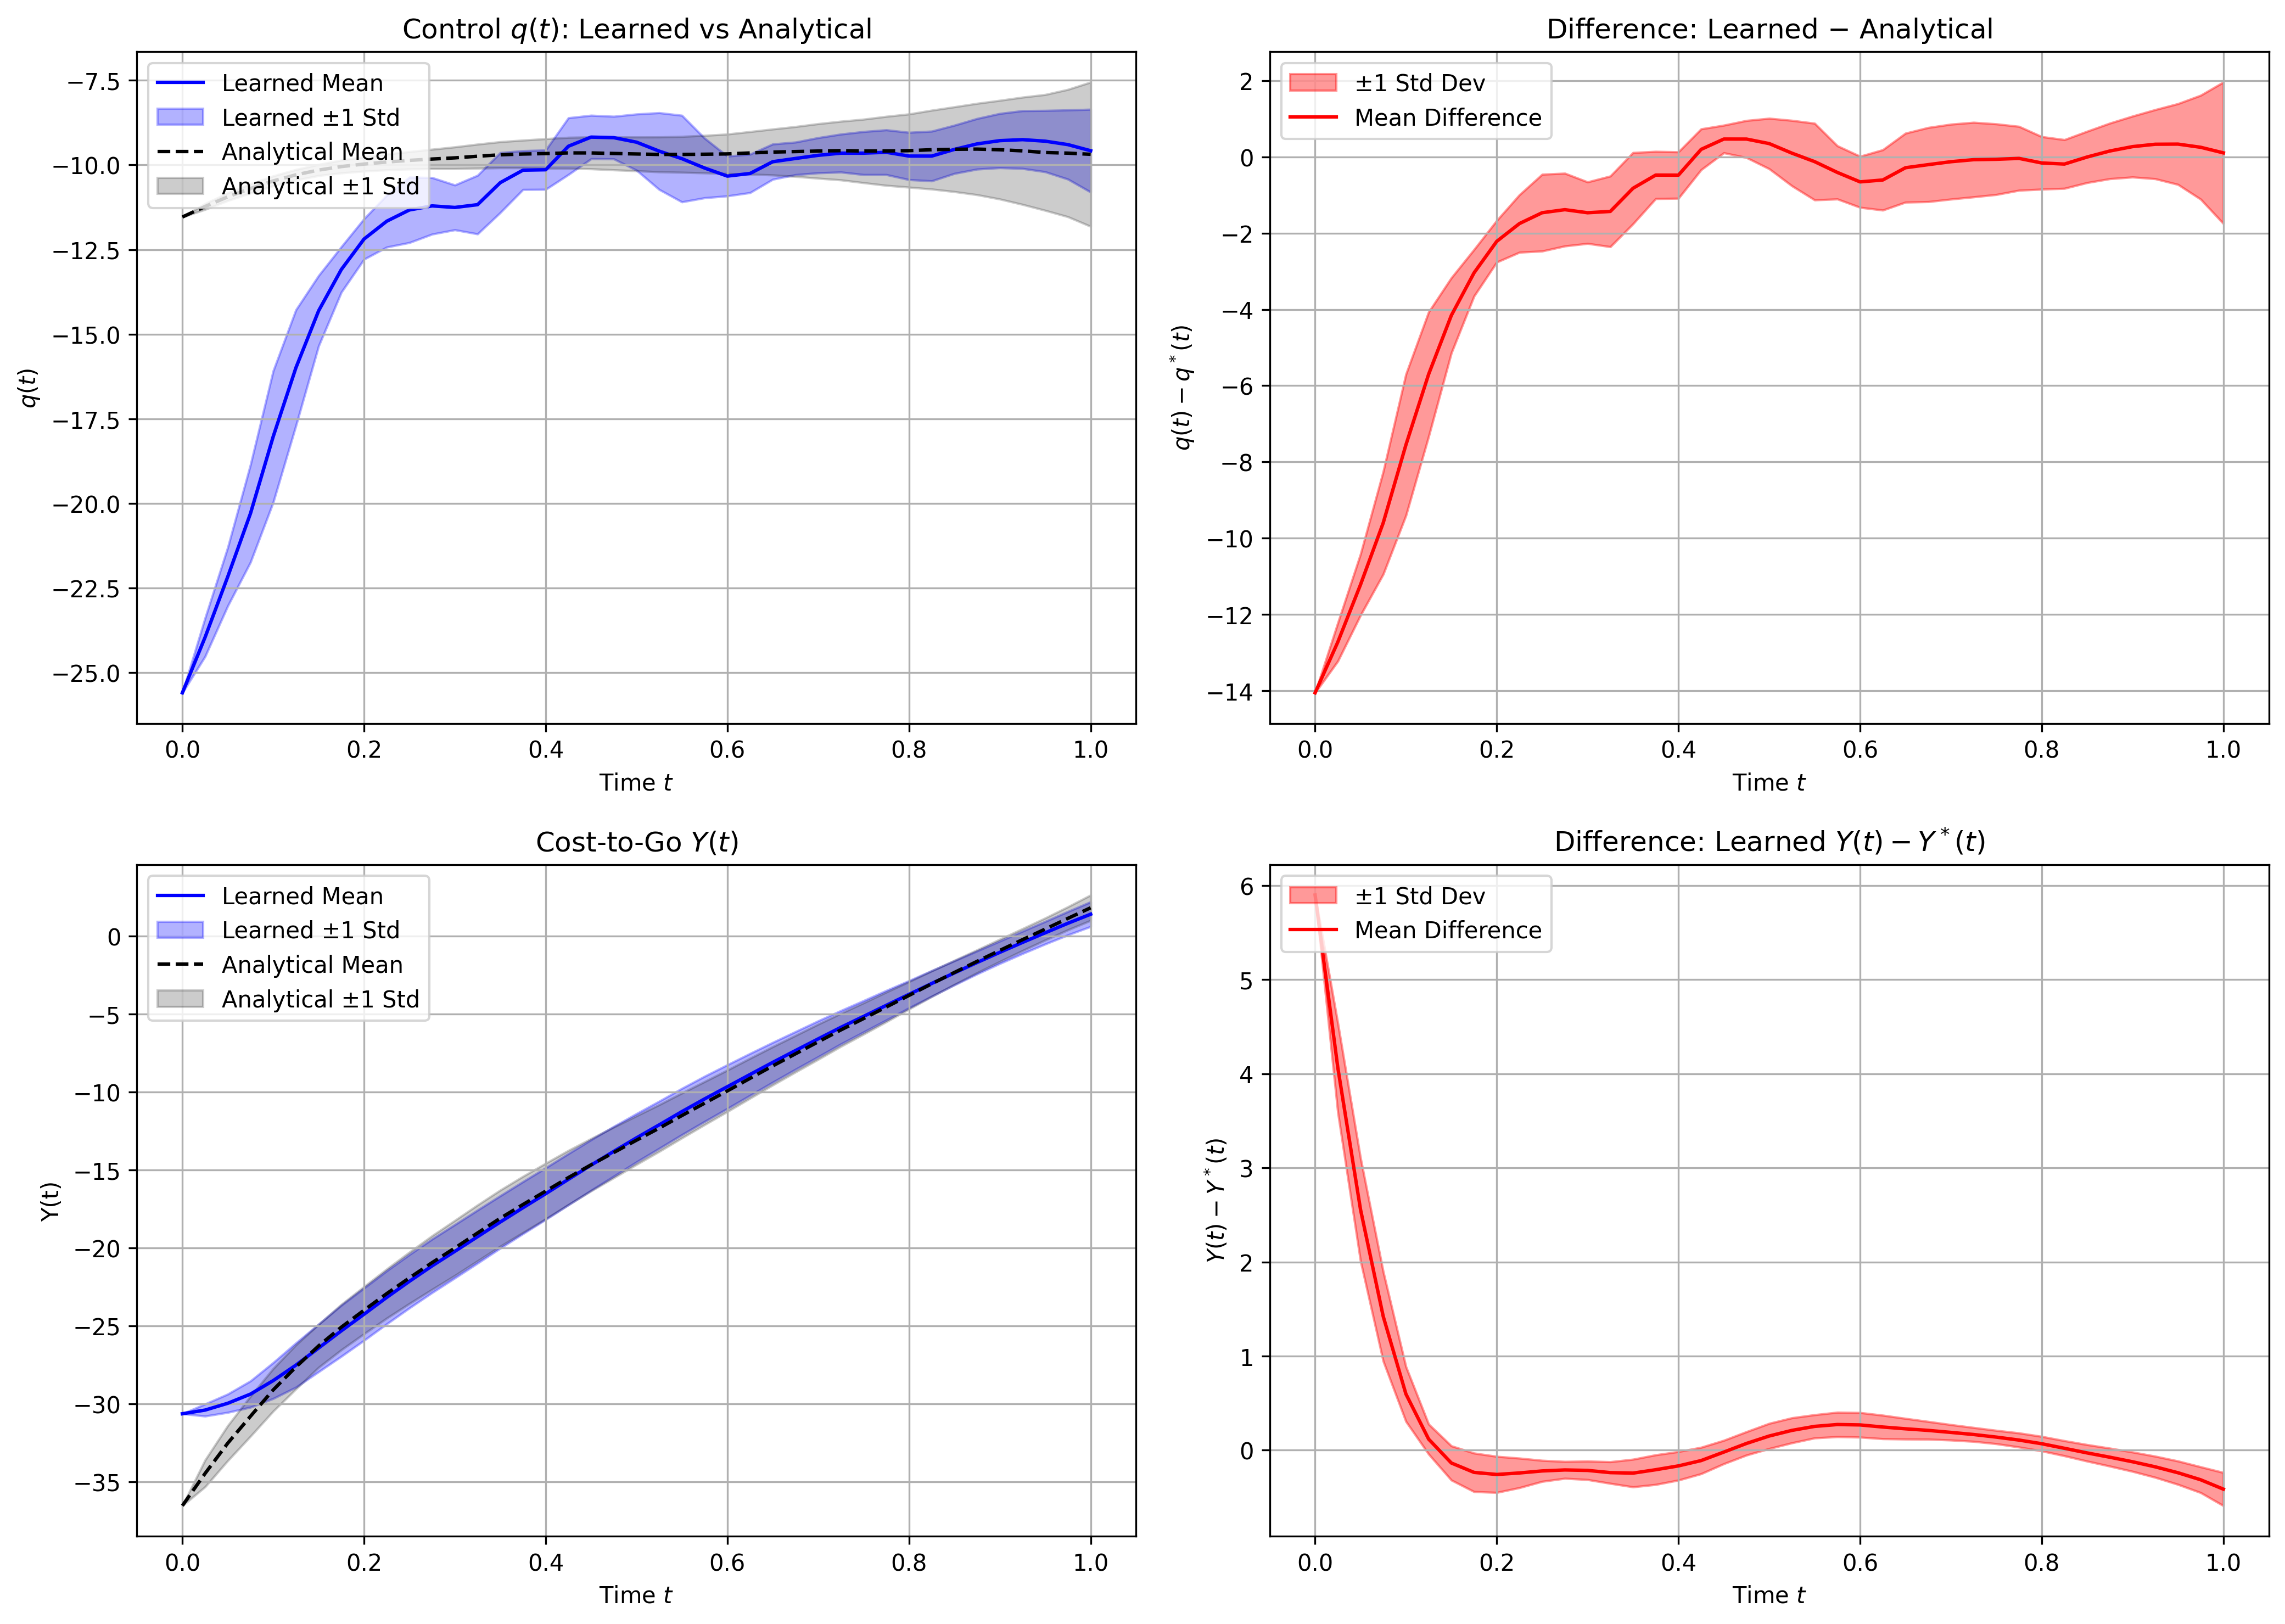 Control q(t): Learned vs Analytical
Learned Mean
Learned ±1 Std
Analytical Mean
Analytical ±1 Std
−7.5
−10.0
−12.5
−15.0
−17.5
−20.0
−22.5
−25.0
q(t)
0.0 0.2 0.4 0.6 0.8 1.0
Time t
Difference: Learned − Analytical
±1 Std Dev
Mean Difference
2
0
−2
−4
−6
−8
−10
−12
−14
q(t) − q*(t)
0.0 0.2 0.4 0.6 0.8 1.0
Time t
Cost-to-Go Y(t)
Learned Mean
Learned ±1 Std
Analytical Mean
Analytical ±1 Std
0
−5
−10
−15
−20
−25
−30
−35
Y(t)
0.0 0.2 0.4 0.6 0.8 1.0
Time t
Difference: Learned Y(t) − Y*(t)
±1 Std Dev
Mean Difference
6
5
4
3
2
1
0
Y(t) − Y*(t)
0.0 0.2 0.4 0.6 0.8 1.0
Time t